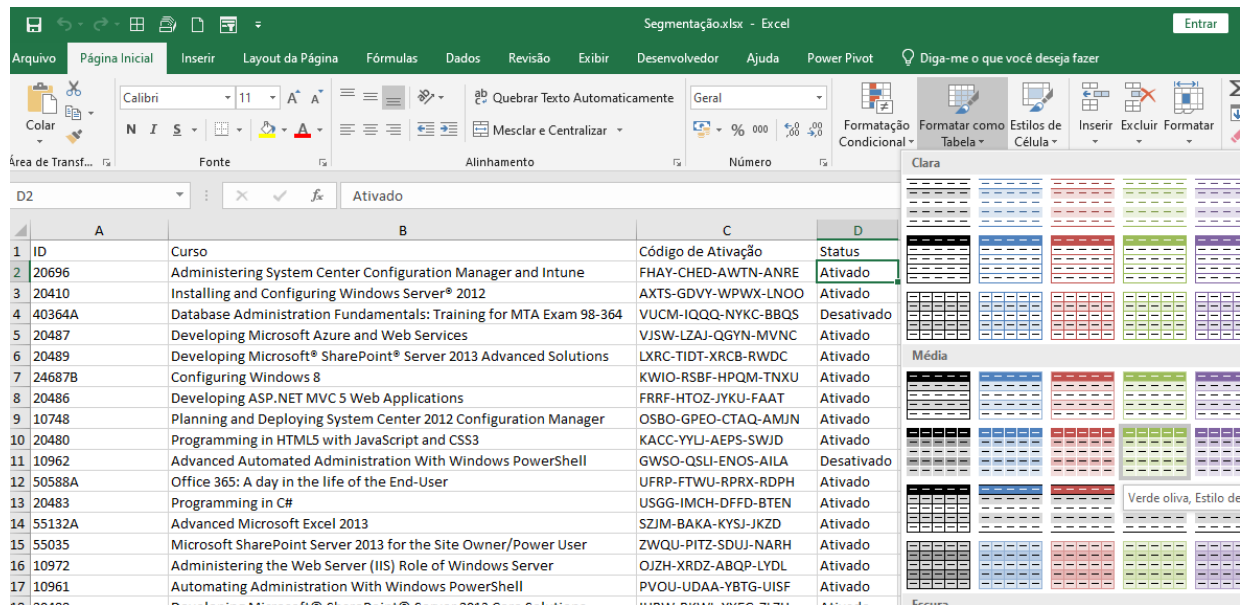 Segmentação.xlsx - Excel
Entrar
Arquivo Página Inicial Inserir Layout da Página Fórmulas Dados Revisão Exibir Desenvolvedor Ajuda Power Pivot Diga-me o que você deseja fazer
Colar
Calibri 11
Quebrar Texto Automaticamente
Geral
N I S
Mesclar e Centralizar
% 000
Formatação Condicional
Formatar como Tabela
Estilos de Célula
Inserir Excluir Formatar
Área de Transf... Fonte Alinhamento Número
Clara
D2 fx Ativado
A B C D
1 ID Curso Código de Ativação Status
2 20696 Administering System Center Configuration Manager and Intune FHAY-CHED-AWTN-ANRE Ativado
3 20410 Installing and Configuring Windows Server® 2012 AXTS-GDVY-WPWX-LNOO Ativado
4 40364A Database Administration Fundamentals: Training for MTA Exam 98-364 VUCM-IQQQ-NYKC-BBQS Desativado
5 20487 Developing Microsoft Azure and Web Services VJSW-LZAJ-QGYN-MVNC Ativado
6 20489 Developing Microsoft® SharePoint® Server 2013 Advanced Solutions LXRC-TIDT-XRCB-RWDC Ativado
Média
7 24687B Configuring Windows 8 KWIO-RSBF-HPQM-TNXU Ativado
8 20486 Developing ASP.NET MVC 5 Web Applications FRRF-HTOZ-JYKU-FAAT Ativado
9 10748 Planning and Deploying System Center 2012 Configuration Manager OSBO-GPEO-CTAQ-AMJN Ativado
10 20480 Programming in HTML5 with JavaScript and CSS3 KACC-YYLJ-AEPS-SWJD Ativado
11 10962 Advanced Automated Administration With Windows PowerShell GWSO-QSLI-ENOS-AILA Desativado
12 50588A Office 365: A day in the life of the End-User UFRP-FTWU-RPRX-RDPH Ativado
13 20483 Programming in C# USGG-IMCH-DFFD-BTEN Ativado
Verde oliva, Estilo de
14 55132A Advanced Microsoft Excel 2013 SZJM-BAKA-KYSJ-JKZD Ativado
15 55035 Microsoft SharePoint Server 2013 for the Site Owner/Power User ZWQU-PITZ-SDUJ-NARH Ativado
16 10972 Administering the Web Server (IIS) Role of Windows Server OJZH-XRDZ-ABQP-LYDL Ativado
17 10961 Automating Administration With Windows PowerShell PVOU-UDAA-YBTG-UISF Ativado